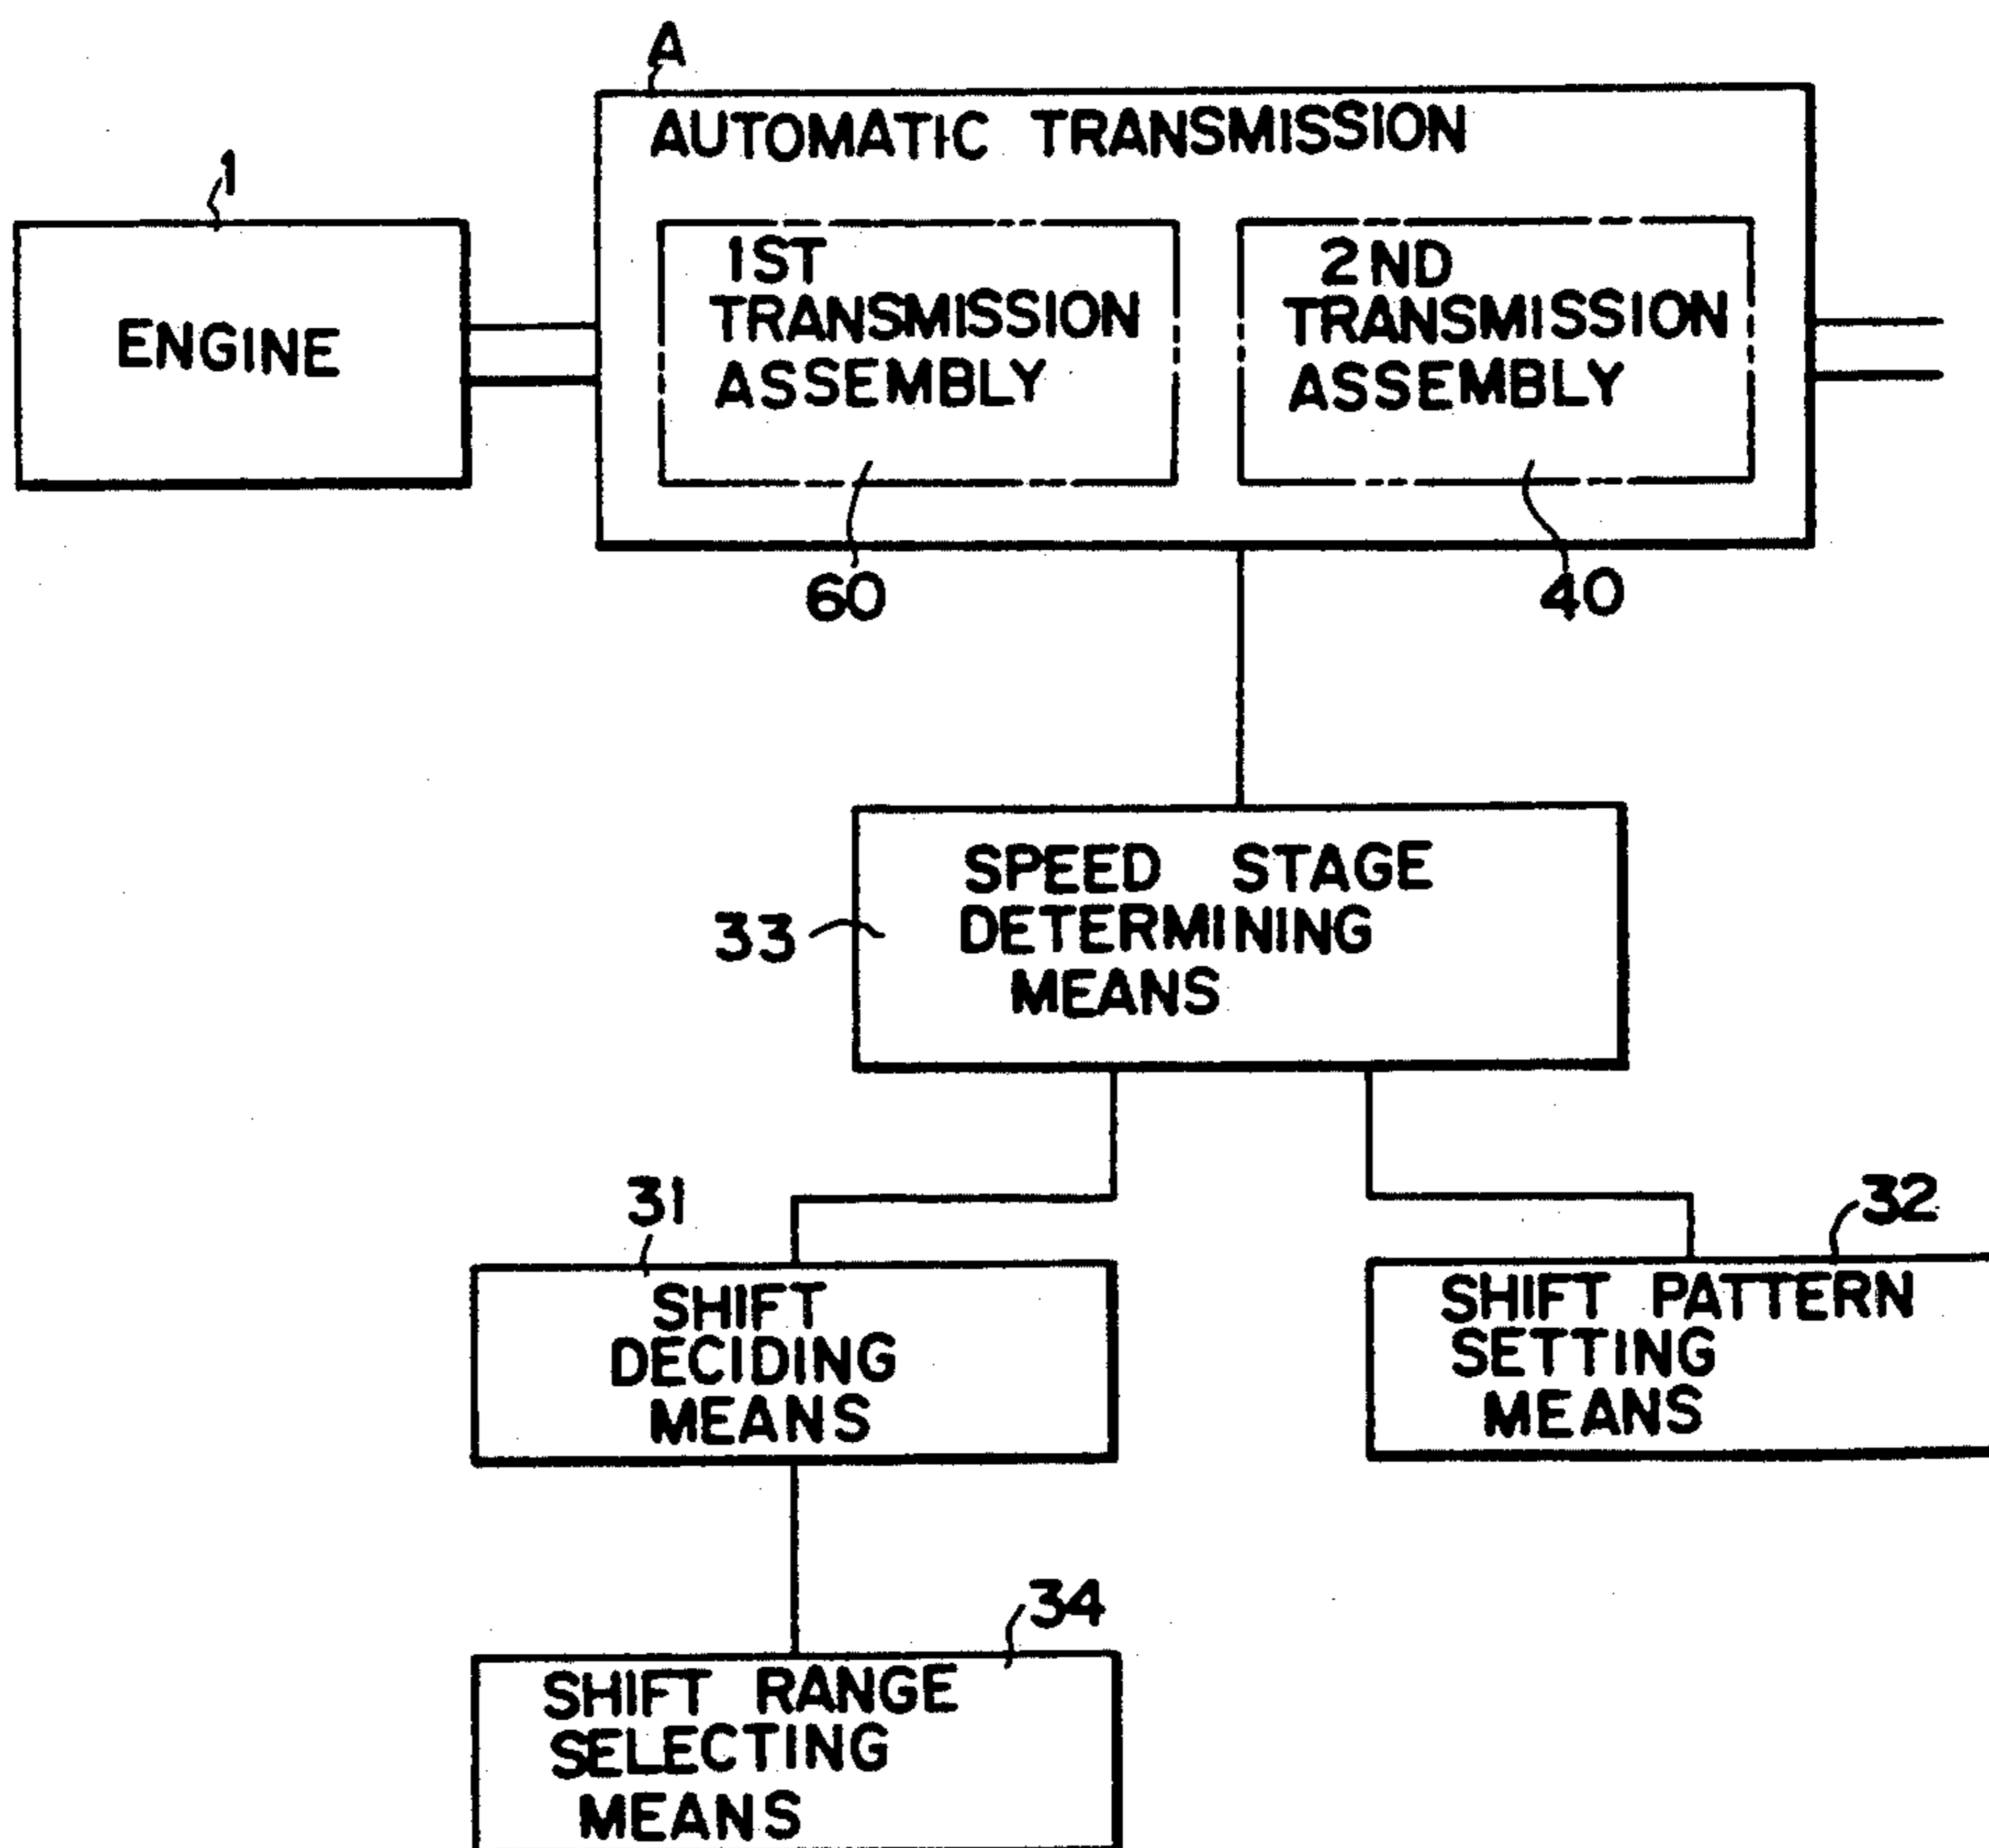 A
AUTOMATIC TRANSMISSION
1
ENGINE
1ST
TRANSMISSION
ASSEMBLY
2ND
TRANSMISSION
ASSEMBLY
60
40
SPEED STAGE
DETERMINING
MEANS
33
31
SHIFT
DECIDING
MEANS
32
SHIFT PATTERN
SETTING
MEANS
34
SHIFT RANGE
SELECTING
MEANS